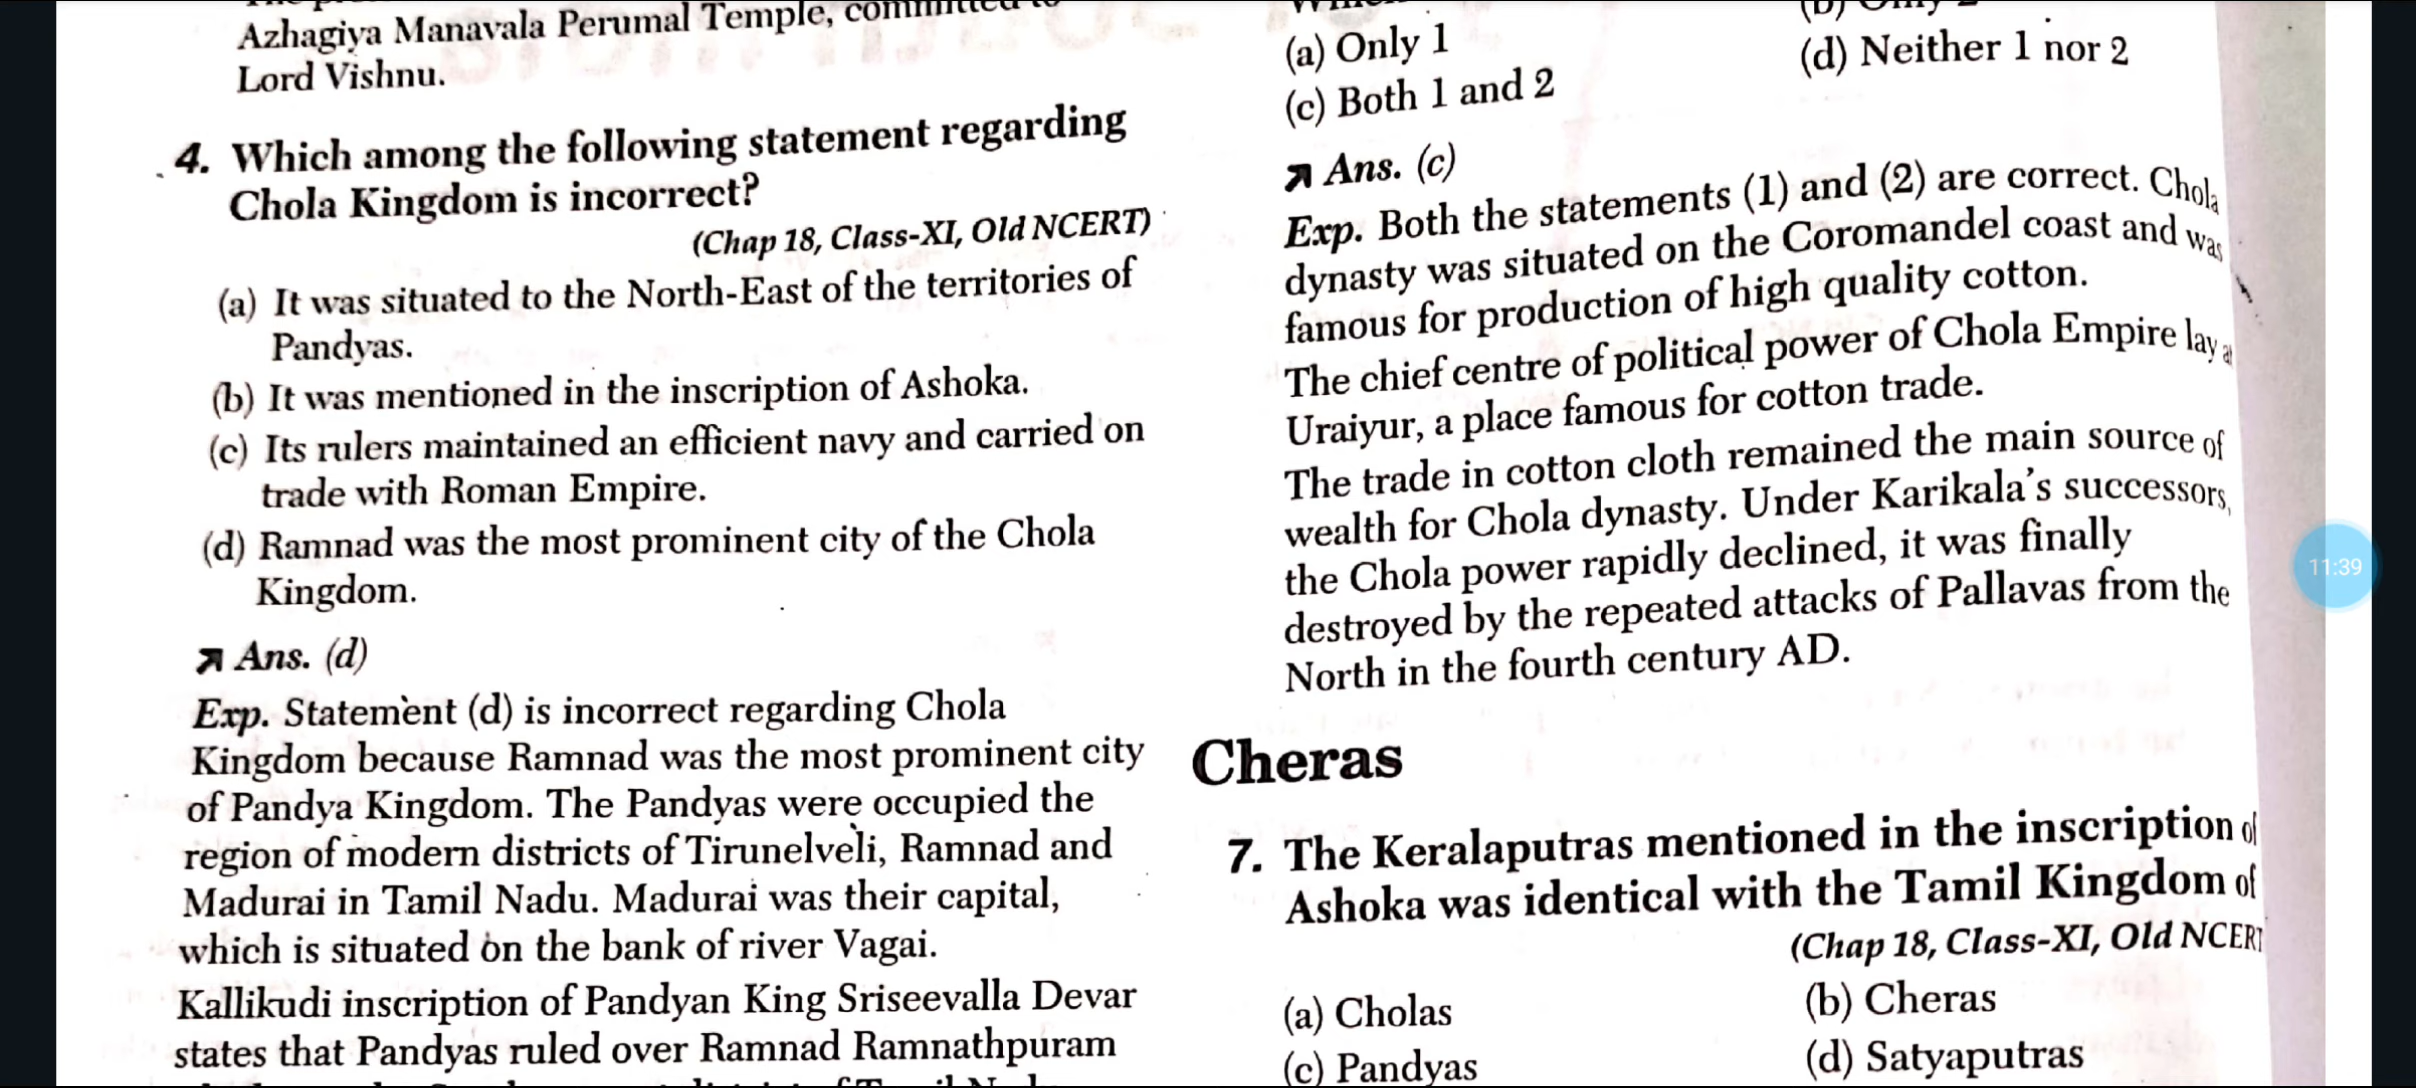 Azhagiya Manavala Perumal Temple, committed to
Lord Vishnu.
4. Which among the following statement regarding
Chola Kingdom is incorrect?
(Chap 18, Class-XI, Old NCERT)
(a) It was situated to the North-East of the territories of
Pandyas.
(b) It was mentioned in the inscription of Ashoka.
(c) Its rulers maintained an efficient navy and carried on
trade with Roman Empire.
(d) Ramnad was the most prominent city of the Chola
Kingdom.
Ans. (d)
Exp. Statement (d) is incorrect regarding Chola
Kingdom because Ramnad was the most prominent city
of Pandya Kingdom. The Pandyas were occupied the
region of modern districts of Tirunelveli, Ramnad and
Madurai in Tamil Nadu. Madurai was their capital,
which is situated on the bank of river Vagai.
Kallikudi inscription of Pandyan King Sriseevalla Devar
states that Pandyas ruled over Ramnad Ramnathpuram
(a) Only 1
(d) Neither 1 nor 2
(c) Both 1 and 2
Ans. (c)
Exp. Both the statements (1) and (2) are correct. Chola
dynasty was situated on the Coromandel coast and was
famous for production of high quality cotton.
The chief centre of political power of Chola Empire lay
Uraiyur, a place famous for cotton trade.
The trade in cotton cloth remained the main source of
wealth for Chola dynasty. Under Karikala's successors,
the Chola power rapidly declined, it was finally
destroyed by the repeated attacks of Pallavas from the
North in the fourth century AD.
Cheras
7. The Keralaputras mentioned in the inscription of
Ashoka was identical with the Tamil Kingdom of
(Chap 18, Class-XI, Old NCERT
(a) Cholas
(b) Cheras
(c) Pandyas
(d) Satyaputras
11:39